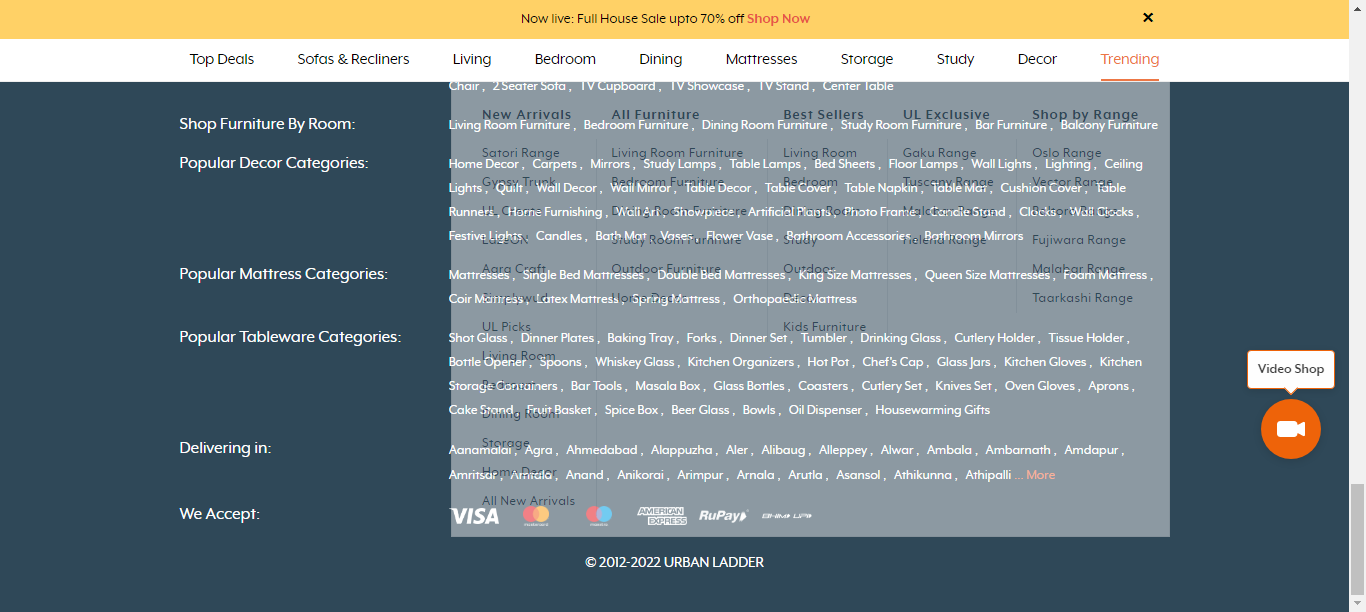 Now live: Full House Sale upto 70% off Shop Now
Top Deals Sofas & Recliners Living Bedroom Dining Mattresses Storage Study Decor Trending
Chair , 2 Seater Sofa , TV Cupboard , TV Showcase , TV Stand , Center Table
New Arrivals All Furniture Best Sellers UL Exclusive Shop by Range
Shop Furniture By Room: Living Room Furniture , Bedroom Furniture , Dining Room Furniture , Study Room Furniture , Bar Furniture , Balcony Furniture
Satori Range Living Room Furniture Living Room Gaku Range Oslo Range
Popular Decor Categories: Home Decor , Carpets , Mirrors , Study Lamps , Table Lamps , Bed Sheets , Floor Lamps , Wall Lights , Lighting , Ceiling
Gypsy Trunk Bedroom Furniture Bedroom Tuscany Range Vector Range
Lights , Quilt , Wall Decor , Wall Mirror , Table Decor , Table Cover , Table Napkin , Table Mat , Cushion Cover , Table
Dining Room Furniture Dining Room Malabar Range
Runners , Home Furnishing , Wall Art , Showpiece , Artificial Plants , Photo Frame , Candle Stand , Clocks , Wall Clocks ,
Festive Lights , Candles , Bath Mat , Vases , Flower Vase , Bathroom Accessories , Bathroom Mirrors
Study Room Furniture Study Helena Range Fujiwara Range
Agra Craft Outdoor Furniture Outdoor Malabar Range
Popular Mattress Categories: Mattresses , Single Bed Mattresses , Double Bed Mattresses , King Size Mattresses , Queen Size Mattresses , Foam Mattress ,
Coir Mattress , Latex Mattress , Spring Mattress , Orthopaedic Mattress
Home Decor Taarkashi Range
UL Picks Kids Furniture
Popular Tableware Categories: Shot Glass , Dinner Plates , Baking Tray , Forks , Dinner Set , Tumbler , Drinking Glass , Cutlery Holder , Tissue Holder ,
Living Room
Bottle Opener , Spoons , Whiskey Glass , Kitchen Organizers , Hot Pot , Chef's Cap , Glass Jars , Kitchen Gloves , Kitchen
Storage Containers , Bar Tools , Masala Box , Glass Bottles , Coasters , Cutlery Set , Knives Set , Oven Gloves , Aprons ,
Cake Stand , Fruit Basket , Spice Box , Beer Glass , Bowls , Oil Dispenser , Housewarming Gifts
Dining Room
Storage
Delivering in: Aanamalai , Agra , Ahmedabad , Alappuzha , Aler , Alibaug , Alleppey , Alwar , Ambala , Ambarnath , Amdapur ,
Home Decor
Amritsar , Amtala , Anand , Anikorai , Arimpur , Arnala , Arutla , Asansol , Athikunna , Athipalli ... More
All New Arrivals
We Accept: VISA AMERICAN EXPRESS RuPay BHIM UPI
© 2012-2022 URBAN LADDER
Video Shop